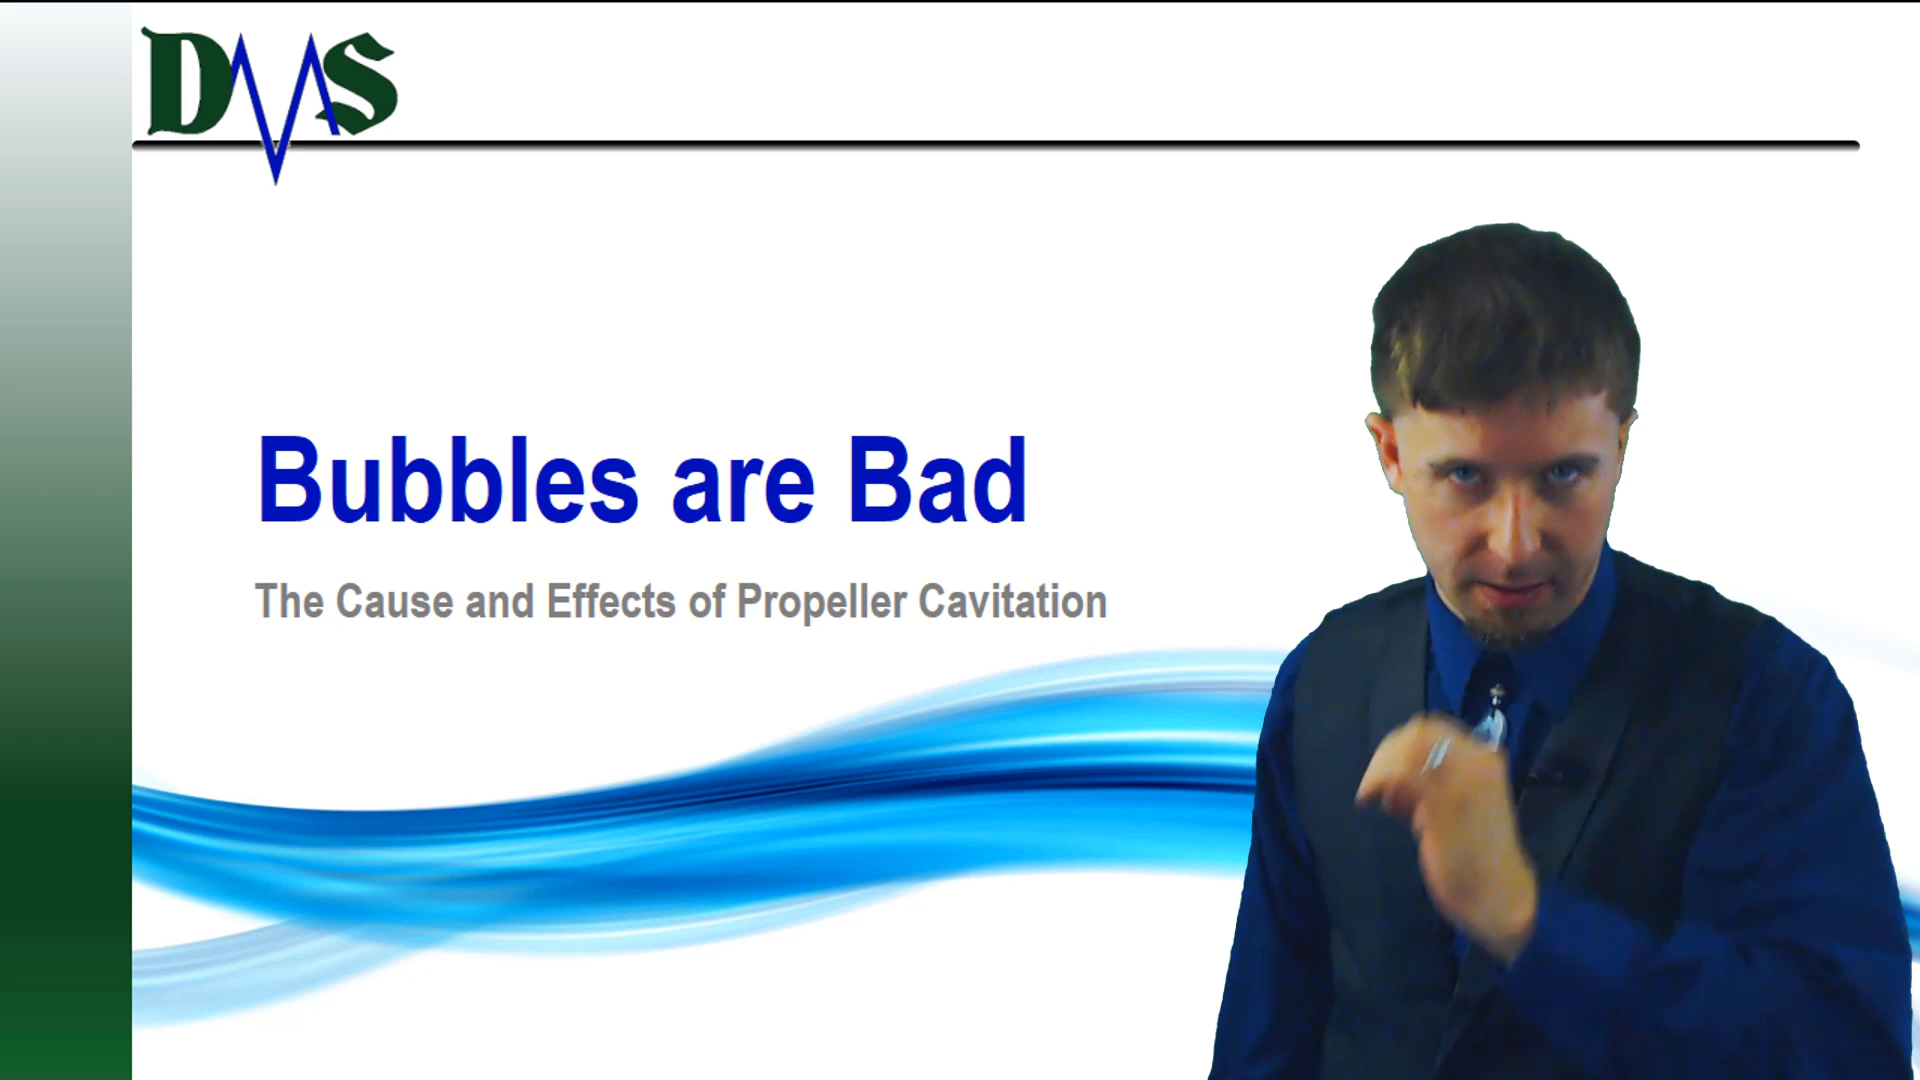 DMS
Bubbles are Bad
The Cause and Effects of Propeller Cavitation